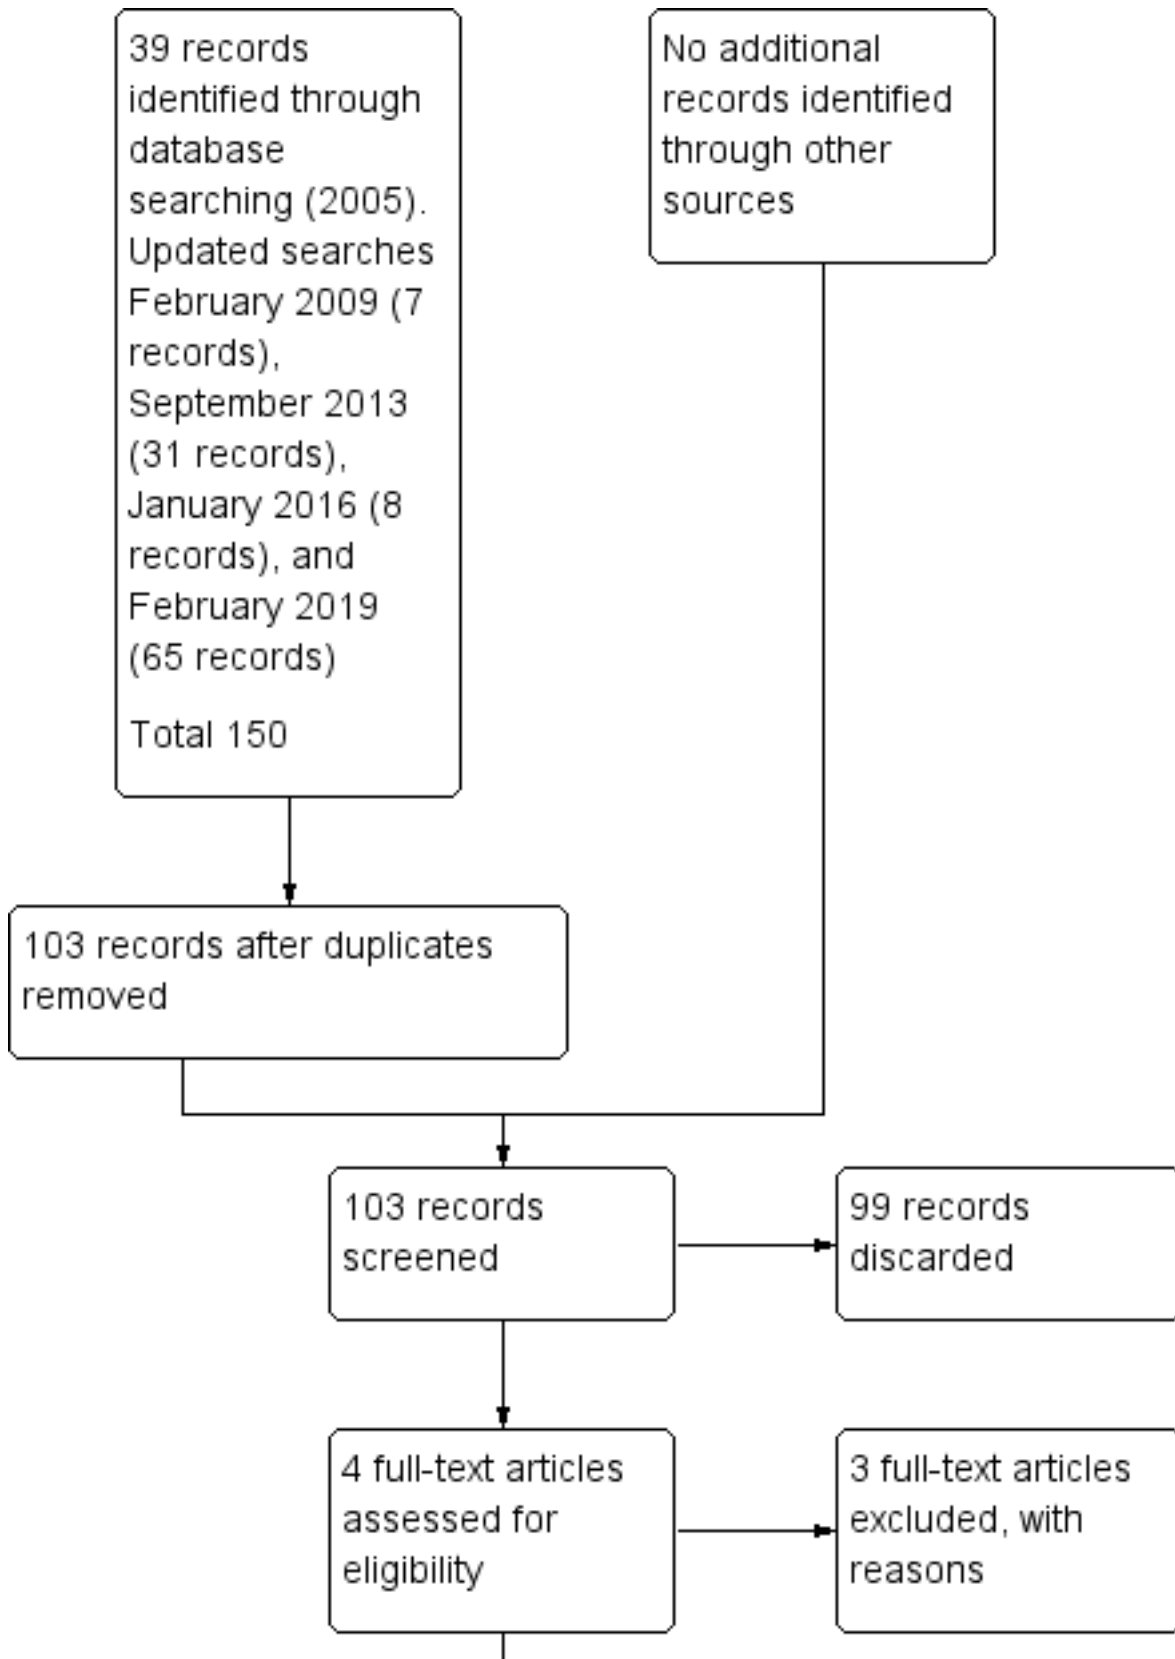 39 records
identified through
database
searching (2005).
Updated searches
February 2009 (7
records),
September 2013
(31 records),
January 2016 (8
records), and
February 2019
(65 records)
Total 150
No additional
records identified
through other
sources
103 records after duplicates
removed
103 records
screened
99 records
discarded
4 full-text articles
assessed for
eligibility
3 full-text articles
excluded, with
reasons